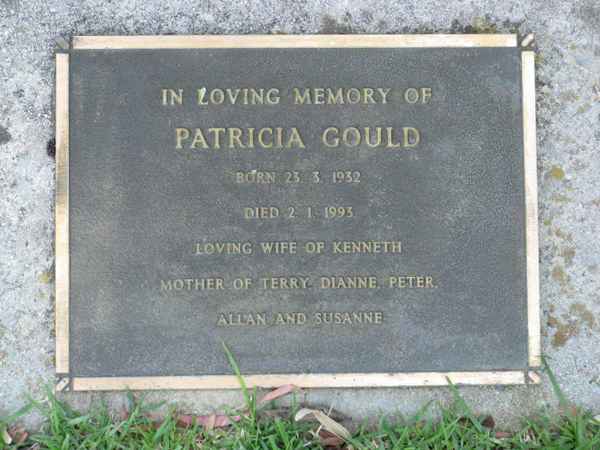 IN LOVING MEMORY OF
PATRICIA GOULD
BORN 23. 3. 1932
DIED 2. 1. 1993
LOVING WIFE OF KENNETH
MOTHER OF TERRY, DIANNE, PETER,
ALLAN AND SUSANNE.